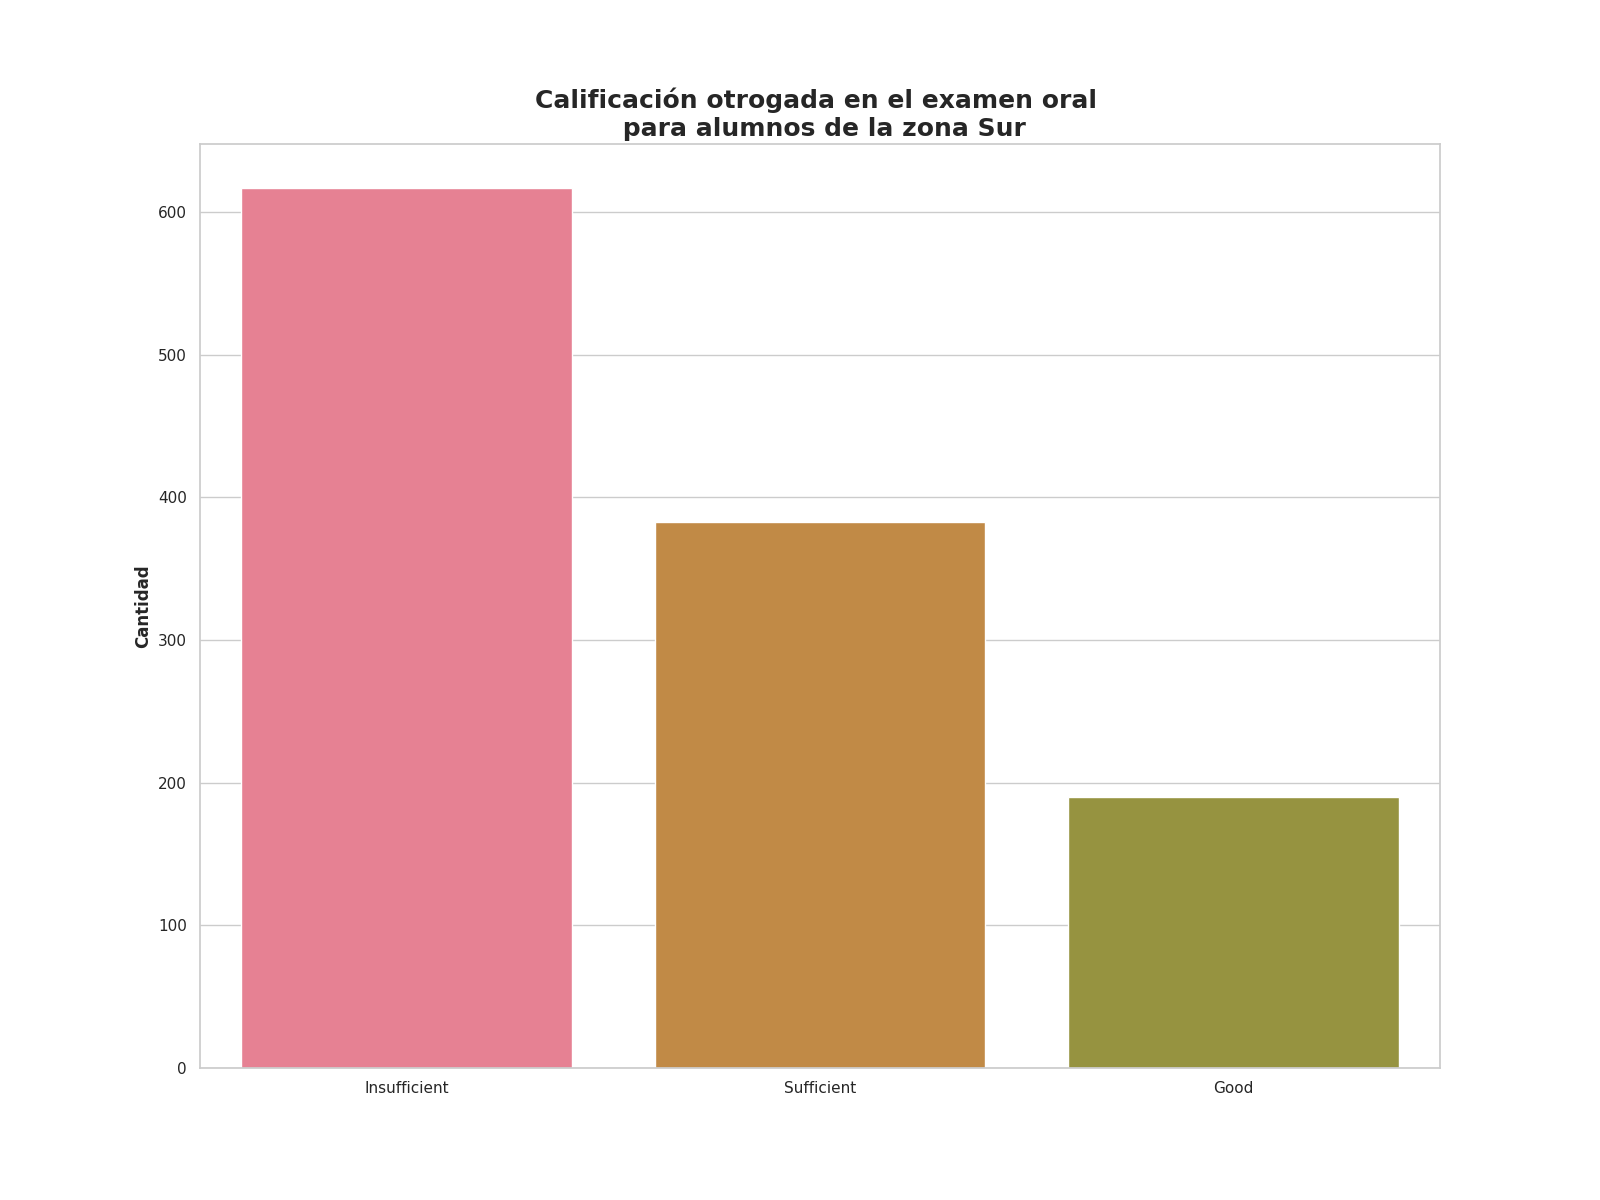 Calificación otrogada en el examen oral
para alumnos de la zona Sur
600
500
400
300
200
100
0
Cantidad
Insufficient
Sufficient
Good